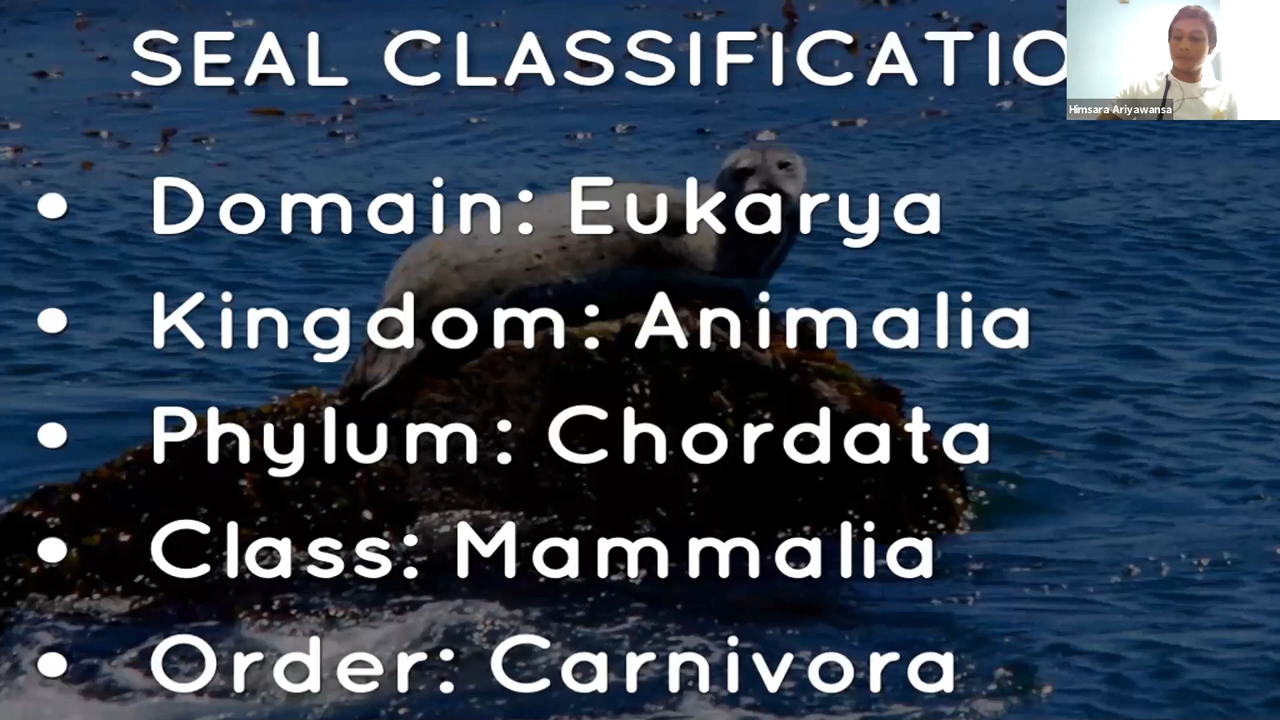 SEAL CLASSIFICATIO
Himsara Ariyawansa
• Domain: Eukarya
• Kingdom: Animalia
• Phylum: Chordata
• Class: Mammalia
• Order: Carnivora